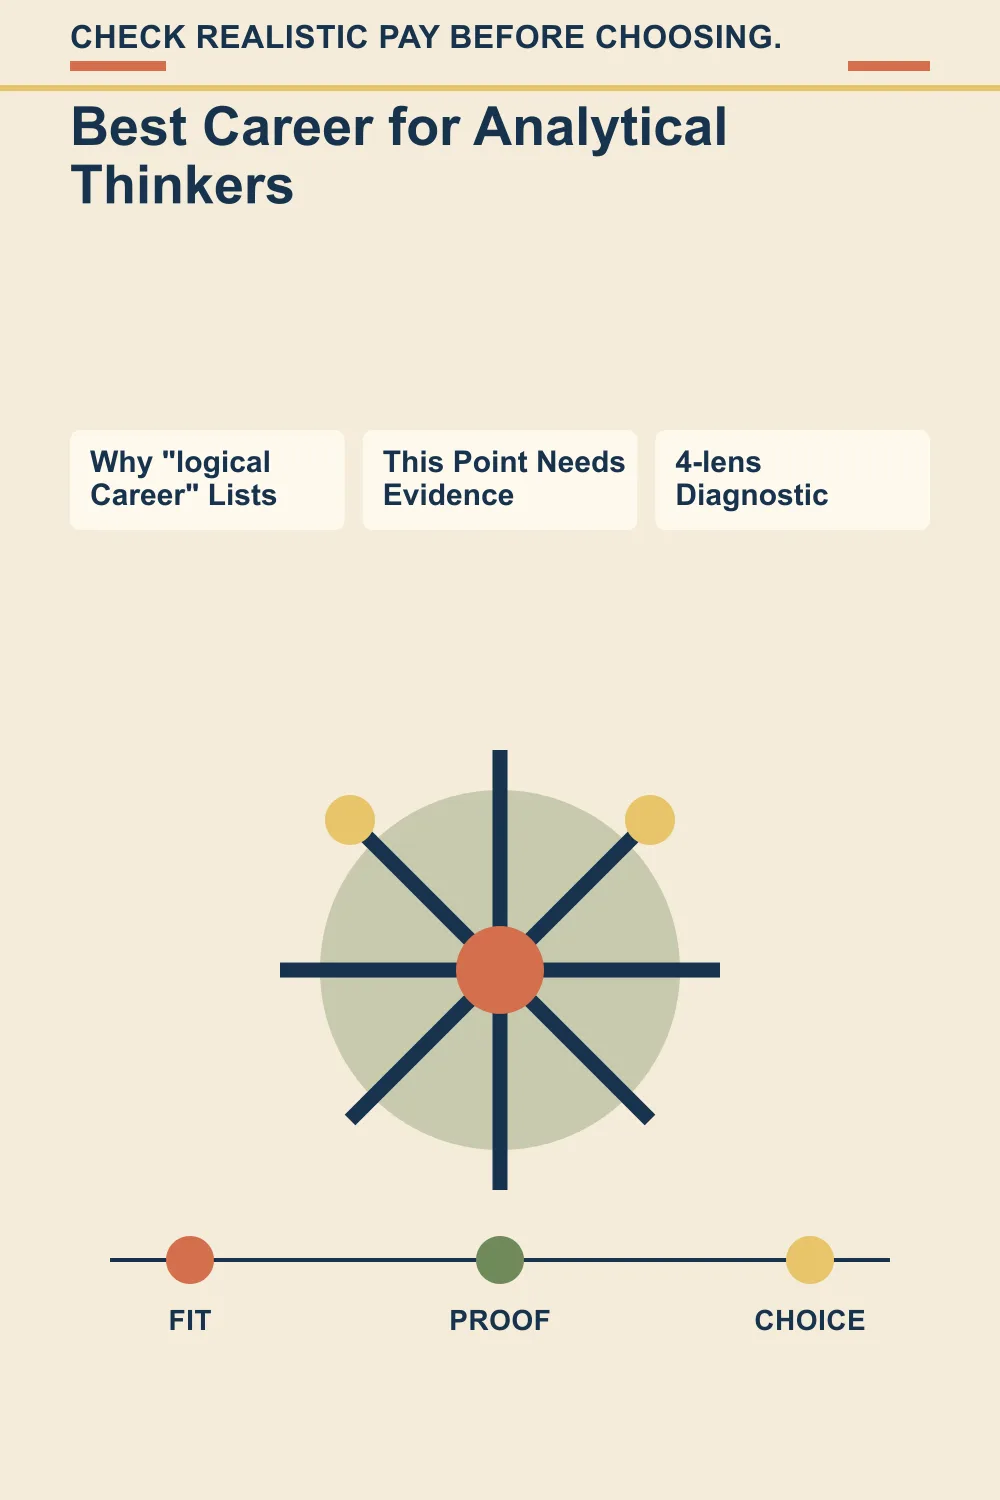 CHECK REALISTIC PAY BEFORE CHOOSING.
Best Career for Analytical
Thinkers
Why "logical
Career" Lists
This Point Needs
Evidence
4-lens
Diagnostic
FIT
PROOF
CHOICE